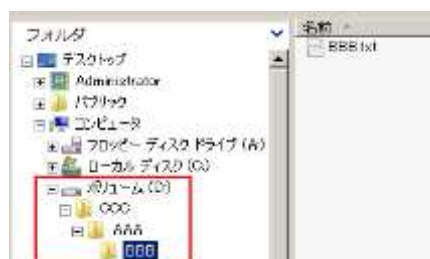 フォルダ
名前
デスクトップ
BBB.txt
Administrator
パブリック
コンピュータ
フロッピー ディスク ドライブ (A:)
ローカル ディスク (C:)
ボリューム (D:)
CCC
AAA
BBB